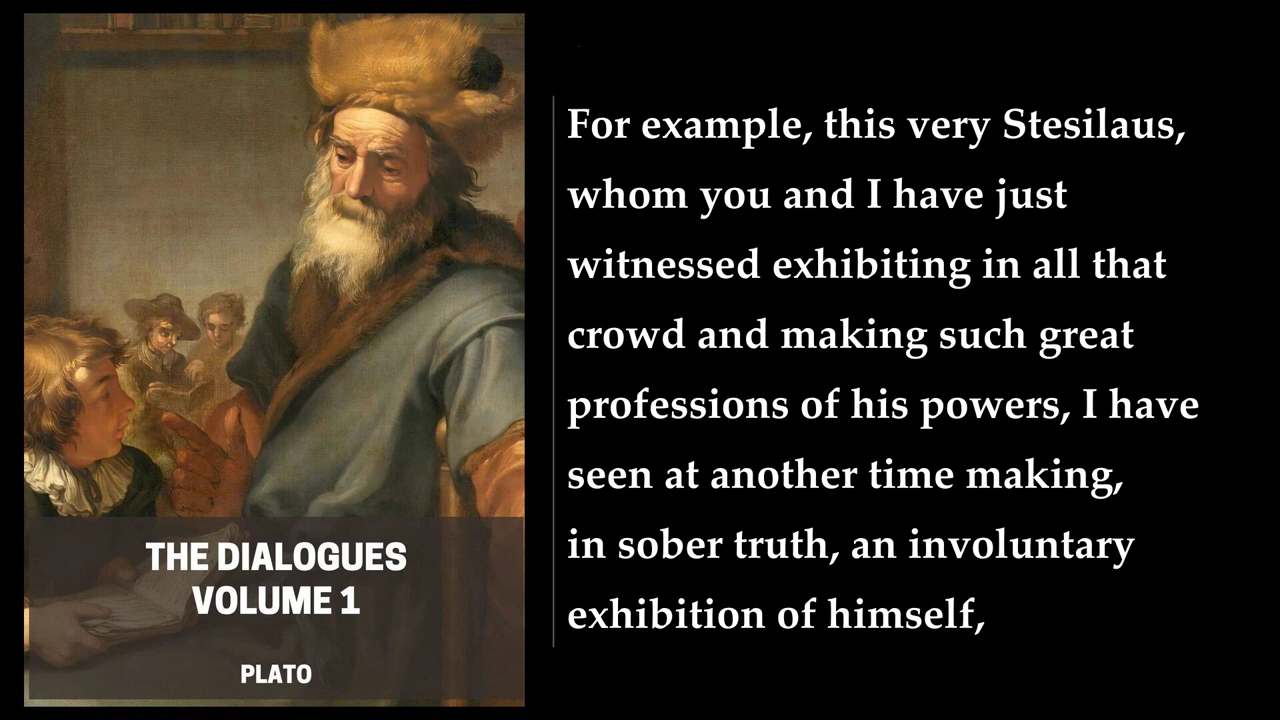 THE DIALOGUES
VOLUME 1
PLATO
For example, this very Stesilaus,
whom you and I have just
witnessed exhibiting in all that
crowd and making such great
professions of his powers, I have
seen at another time making,
in sober truth, an involuntary
exhibition of himself,